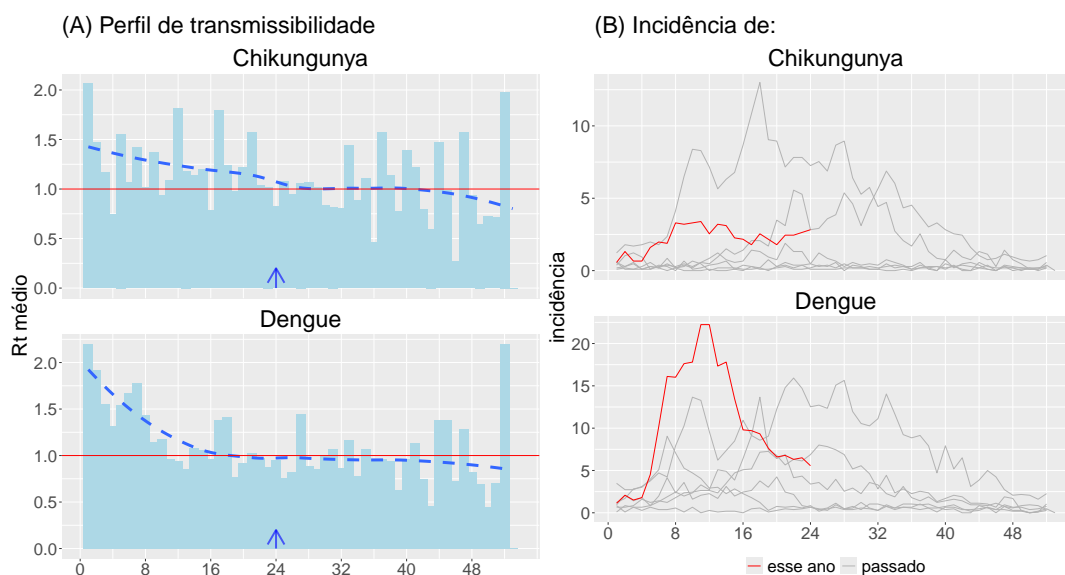 (A) Perfil de transmissibilidade
Chikungunya
2.0
1.5
1.0
0.5
0.0
Dengue
2.0
1.5
1.0
0.5
0.0
0 8 16 24 32 40 48
Rt médio
(B) Incidência de:
Chikungunya
10
5
0
Dengue
20
15
10
5
0
0 8 16 24 32 40 48
incidência
esse ano passado